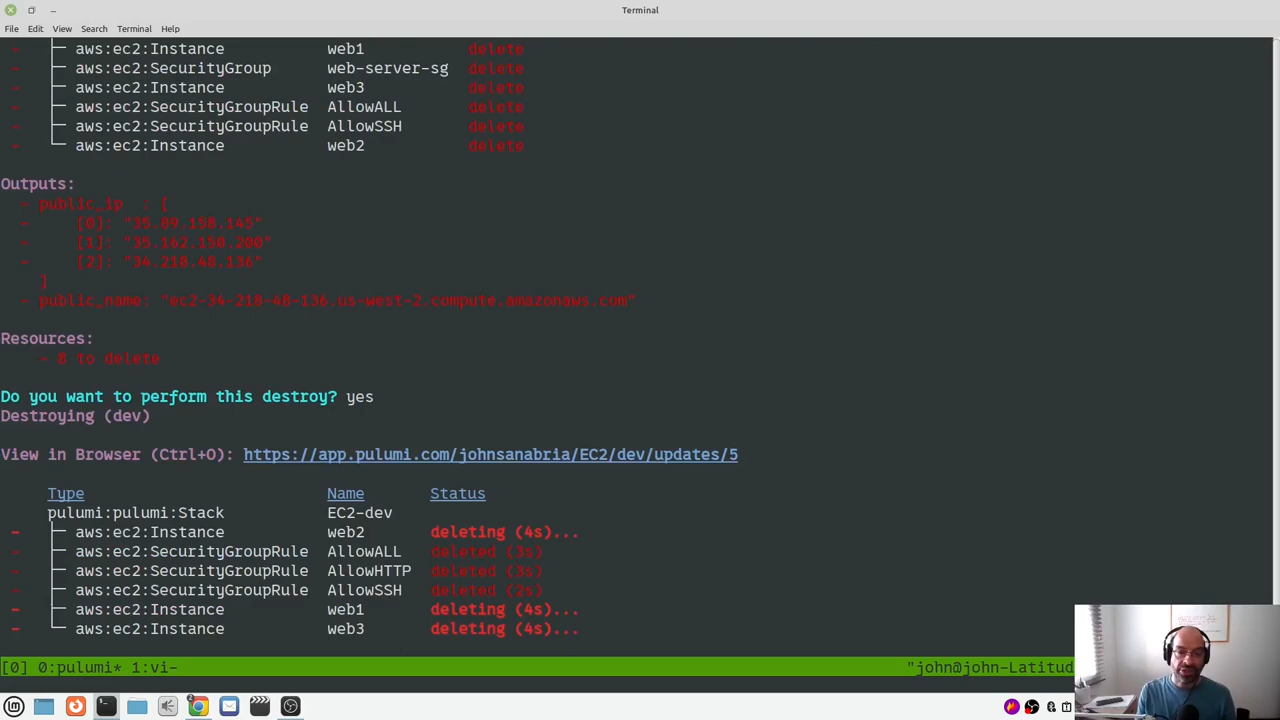 Terminal
File Edit View Search Terminal Help
- ├─ aws:ec2:Instance web1 delete
- ├─ aws:ec2:SecurityGroup web-server-sg delete
- ├─ aws:ec2:Instance web3 delete
- ├─ aws:ec2:SecurityGroupRule AllowALL delete
- ├─ aws:ec2:SecurityGroupRule AllowSSH delete
- └─ aws:ec2:Instance web2 delete
Outputs:
- public_ip : [
- [0]: "35.89.158.145"
- [1]: "35.162.150.200"
- [2]: "34.218.48.136"
]
- public_name: "ec2-34-218-48-136.us-west-2.compute.amazonaws.com"
Resources:
- 8 to delete
Do you want to perform this destroy? yes
Destroying (dev)
View in Browser (Ctrl+O): https://app.pulumi.com/johnsanabria/EC2/dev/updates/5
Type Name Status
pulumi:pulumi:Stack EC2-dev
- ├─ aws:ec2:Instance web2 deleting (4s)...
- ├─ aws:ec2:SecurityGroupRule AllowALL deleted (3s)
- ├─ aws:ec2:SecurityGroupRule AllowHTTP deleted (3s)
- ├─ aws:ec2:SecurityGroupRule AllowSSH deleted (2s)
- ├─ aws:ec2:Instance web1 deleting (4s)...
- └─ aws:ec2:Instance web3 deleting (4s)...
[0] 0:pulumi* 1:vi- "john@john-Latitud